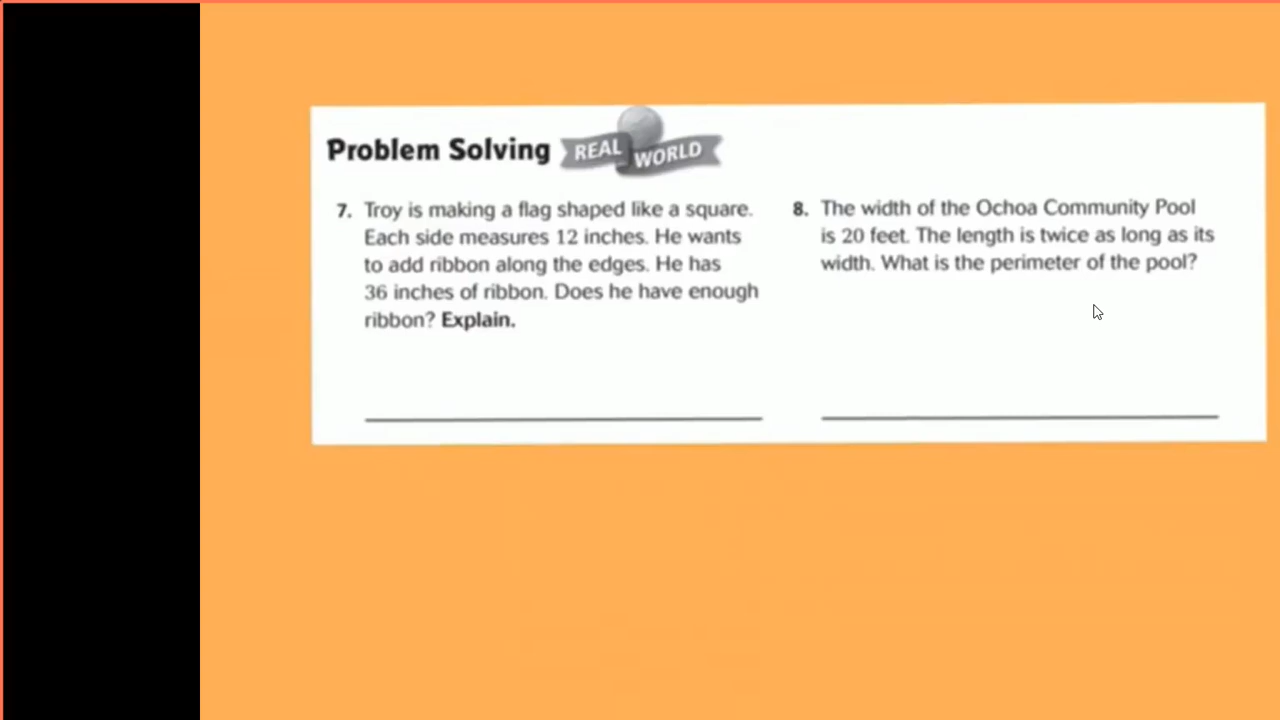 Problem Solving REAL WORLD
7. Troy is making a flag shaped like a square.
Each side measures 12 inches. He wants
to add ribbon along the edges. He has
36 inches of ribbon. Does he have enough
ribbon? Explain.
8. The width of the Ochoa Community Pool
is 20 feet. The length is twice as long as its
width. What is the perimeter of the pool?